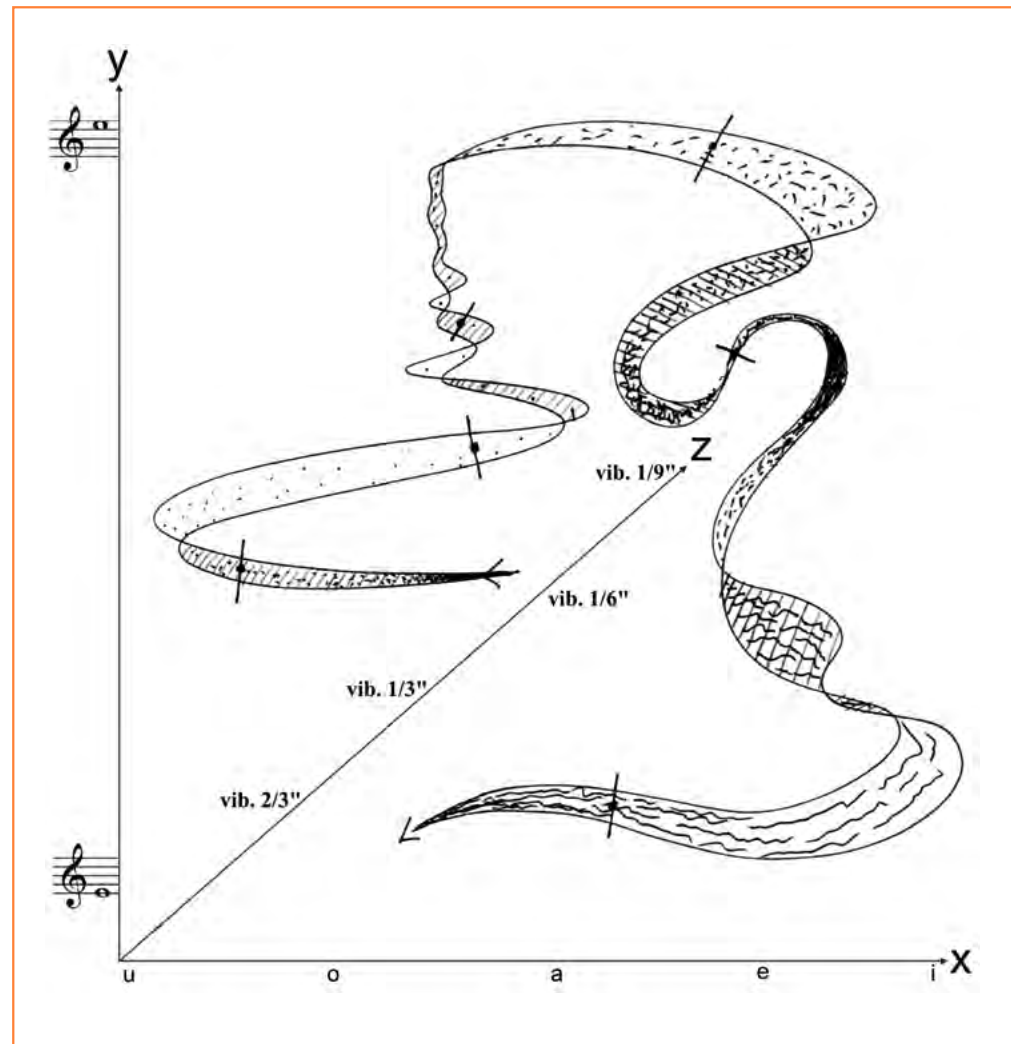 y
z
vib. 1/9"
vib. 1/6"
vib. 1/3"
vib. 2/3"
x
u o a e i